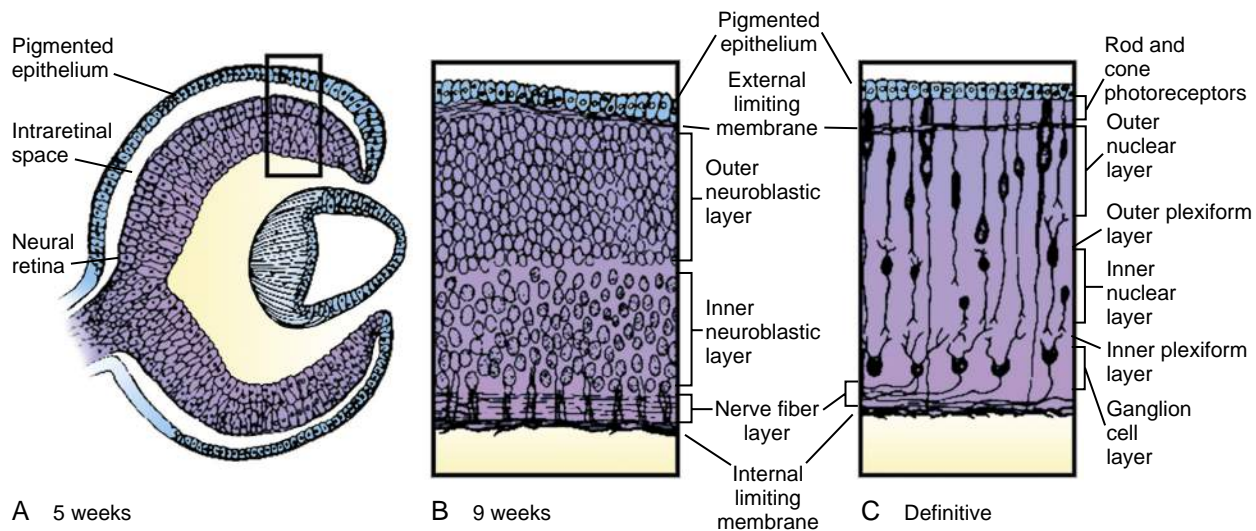 Pigmented
epithelium
Intraretinal
space
Neural
retina
A 5 weeks
Pigmented
epithelium
External
limiting
membrane
Outer
neuroblastic
layer
Inner
neuroblastic
layer
Nerve fiber
layer
Internal
limiting
membrane
B 9 weeks
Rod and
cone
photoreceptors
Outer
nuclear
layer
Outer plexiform
layer
Inner
nuclear
layer
Inner plexiform
layer
Ganglion
cell
layer
C Definitive